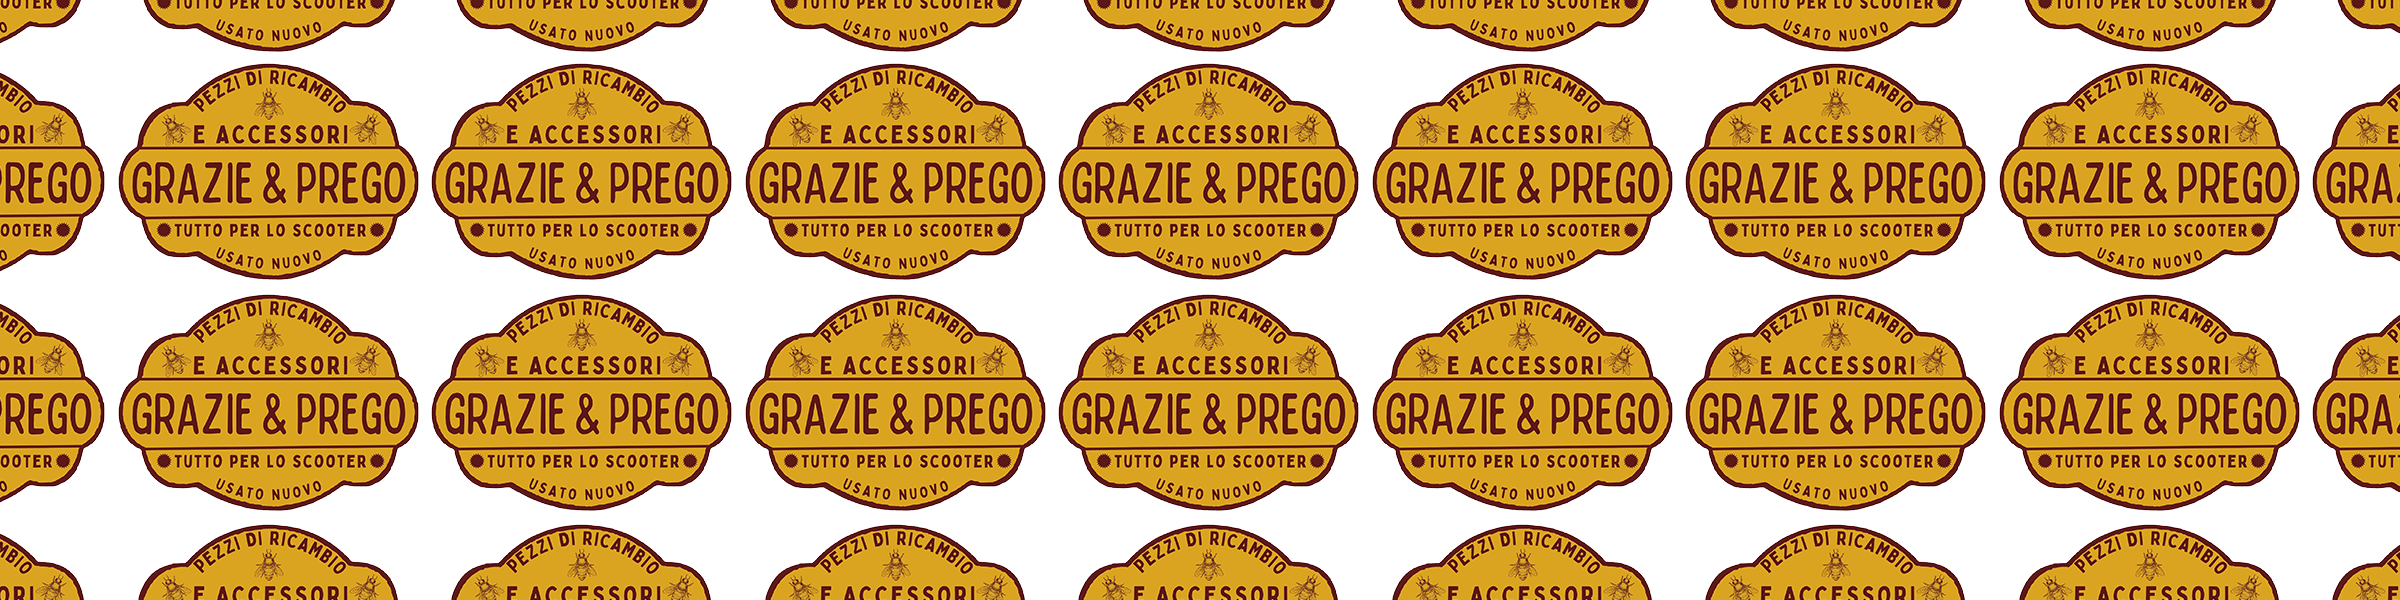 PEZZI DI RICAMBIO
E ACCESSORI
GRAZIE & PREGO
TUTTO PER LO SCOOTER
USATO NUOVO